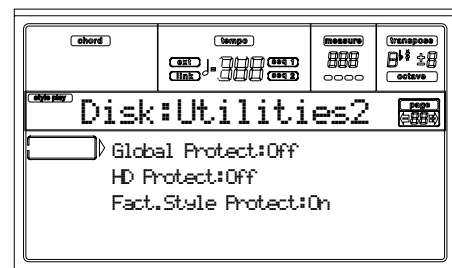 chord tempo measure transpose
ext seq 1
link seq 2
octave
style play Disk:Utilities2 page
Global Protect:Off
HD Protect:Off
Fact.Style Protect:On